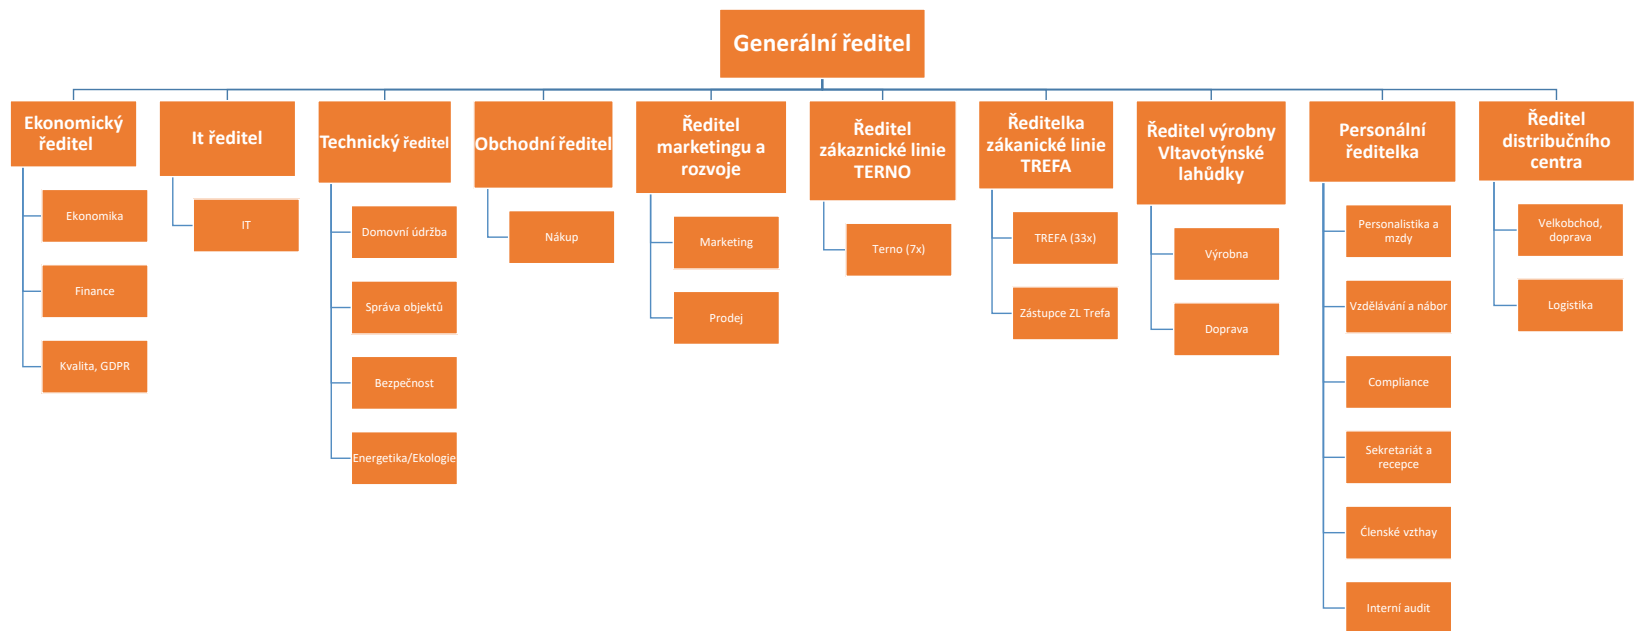 Generální ředitel
Ekonomický
ředitel
Ekonomika
Finance
Kvalita, GDPR
It ředitel
IT
Technický ředitel
Domovní údržba
Správa objektů
Bezpečnost
Energetika/Ekologie
Obchodní ředitel
Nákup
Ředitel
marketingu a
rozvoje
Marketing
Prodej
Ředitel
zákaznické linie
TERNO
Terno (7x)
Ředitelka
zákanické linie
TREFA
TREFA (33x)
Zástupce ZL Trefa
Ředitel výrobny
Vltavotýnské
lahůdky
Výrobna
Doprava
Personální
ředitelka
Personalistika a
mzdy
Vzdělávání a nábor
Compliance
Sekretariát a
recepce
Členské vzthay
Interní audit
Ředitel
distribučního
centra
Velkobchod,
doprava
Logistika